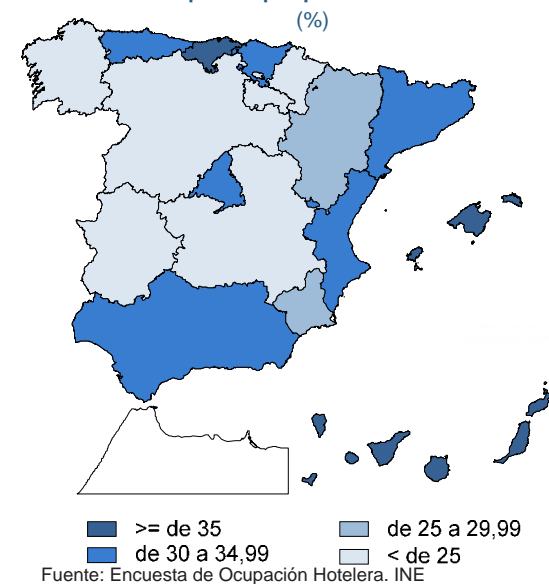 (%)
>= de 35
de 25 a 29,99
de 30 a 34,99
< de 25
Fuente: Encuesta de Ocupación Hotelera. INE